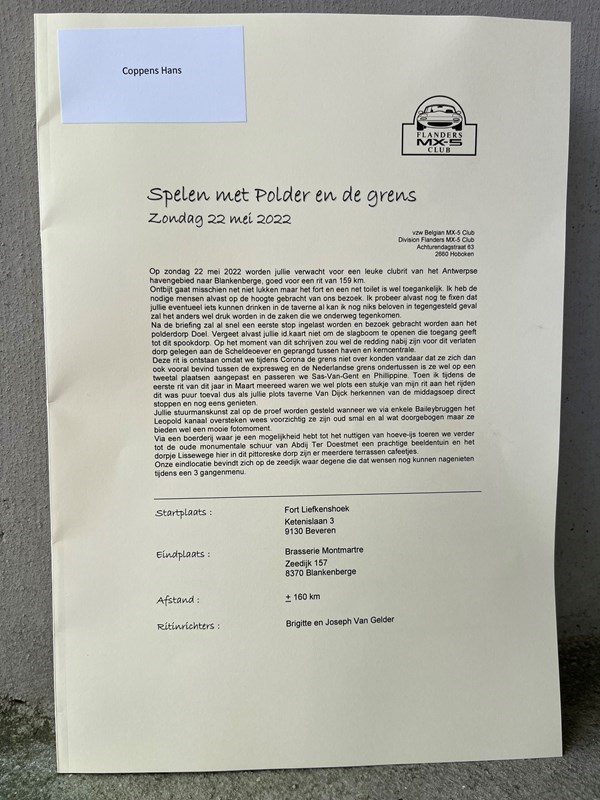 Coppens Hans
FLANDERS
MX-5
CLUB
Spelen met Polder en de grens
Zondag 22 mei 2022
vzw Belgian MX-5 Club
Division Flanders MX-5 Club
Achturendagstraat 63
2660 Hoboken
Op zondag 22 mei 2022 worden jullie verwacht voor een leuke clubrit van het Antwerpse
havengebied naar Blankenberge, goed voor een rit van 159 km.
Ontbijt gaat misschien net niet lukken maar het fort en een net toilet is wel toegankelijk. Ik heb de
nodige mensen alvast op de hoogte gebracht van ons bezoek. Ik probeer alvast nog te fixen dat
jullie eventueel iets kunnen drinken in de taverne al kan ik nog niks beloven in tegengesteld geval
zal het anders wel druk worden in de zaken die we onderweg tegenkomen.
Na de briefing zal al snel een eerste stop ingelast worden en bezoek gebracht worden aan het
polderdorp Doel. Vergeet alvast jullie id.kaart niet om de slagboom te openen die toegang geeft
tot dit spookdorp. Op het moment van dit schrijven zou wel de redding nabij zijn voor dit verlaten
dorp gelegen aan de Scheldeoever en geprangd tussen haven en kerncentrale.
Deze rit is ontstaan omdat we tijdens Corona de grens niet over konden vandaar dat ze zich dan
ook vooral bevind tussen de expresweg en de Nederlandse grens ondertussen is ze wel op een
tweetal plaatsen aangepast en passeren we Sas-Van-Gent en Phillippine. Toen ik tijdens de
eerste rit van dit jaar in Maart meereed waren we wel plots een stukje van mijn rit aan het rijden
dit was puur toeval dus als jullie plots taverne Van Dijck herkennen van de middagsoep direct
stoppen en nog eens genieten.
Jullie stuurmanskunst zal op de proef worden gesteld wanneer we via enkele Baileybruggen het
Leopold kanaal oversteken wees voorzichtig ze zijn oud smal en al wat doorgebogen maar ze
bieden wel een mooie fotomoment.
Via een boerderij waar je een mogelijkheid hebt tot het nuttigen van hoeve-ijs toeren we verder
tot de oude monumentale schuur van Abdij Ter Doestmet een prachtige beeldentuin en het
dorpje Lissewege hier in dit pittoreske dorp zijn er meerdere terrassen cafeetjes.
Onze eindlocatie bevindt zich op de zeedijk waar degene die dat wensen nog kunnen nagenieten
tijdens een 3 gangenmenu.
Startplaats : Fort Liefkenshoek
Ketenislaan 3
9130 Beveren
Eindplaats : Brasserie Montmartre
Zeedijk 157
8370 Blankenberge
Afstand : ± 160 km
Ritinrichters : Brigitte en Joseph Van Gelder